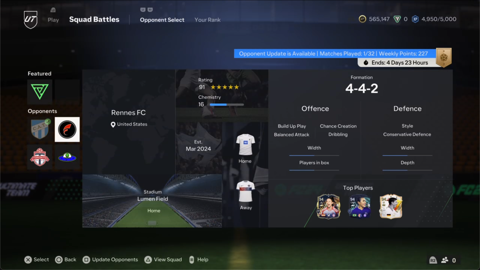 UT
Play
Squad Battles
Opponent Select
Your Rank
565,147
0
4,950/5,000
Opponent Update is Available | Matches Played: 1/32 | Weekly Points: 227
Ends: 4 Days 23 Hours
Featured
Opponents
Rennes FC
United States
Rating
91
Chemistry
16
Est.
Mar 2024
Stadium
Lumen Field
Home
Home
Away
Formation
4-4-2
Offence
Defence
Build Up Play
Balanced Attack
Chance Creation
Dribbling
Width
Players in box
Style
Conservative Defence
Width
Depth
Top Players
Select
Back
Update Opponents
View Squad
Help
0